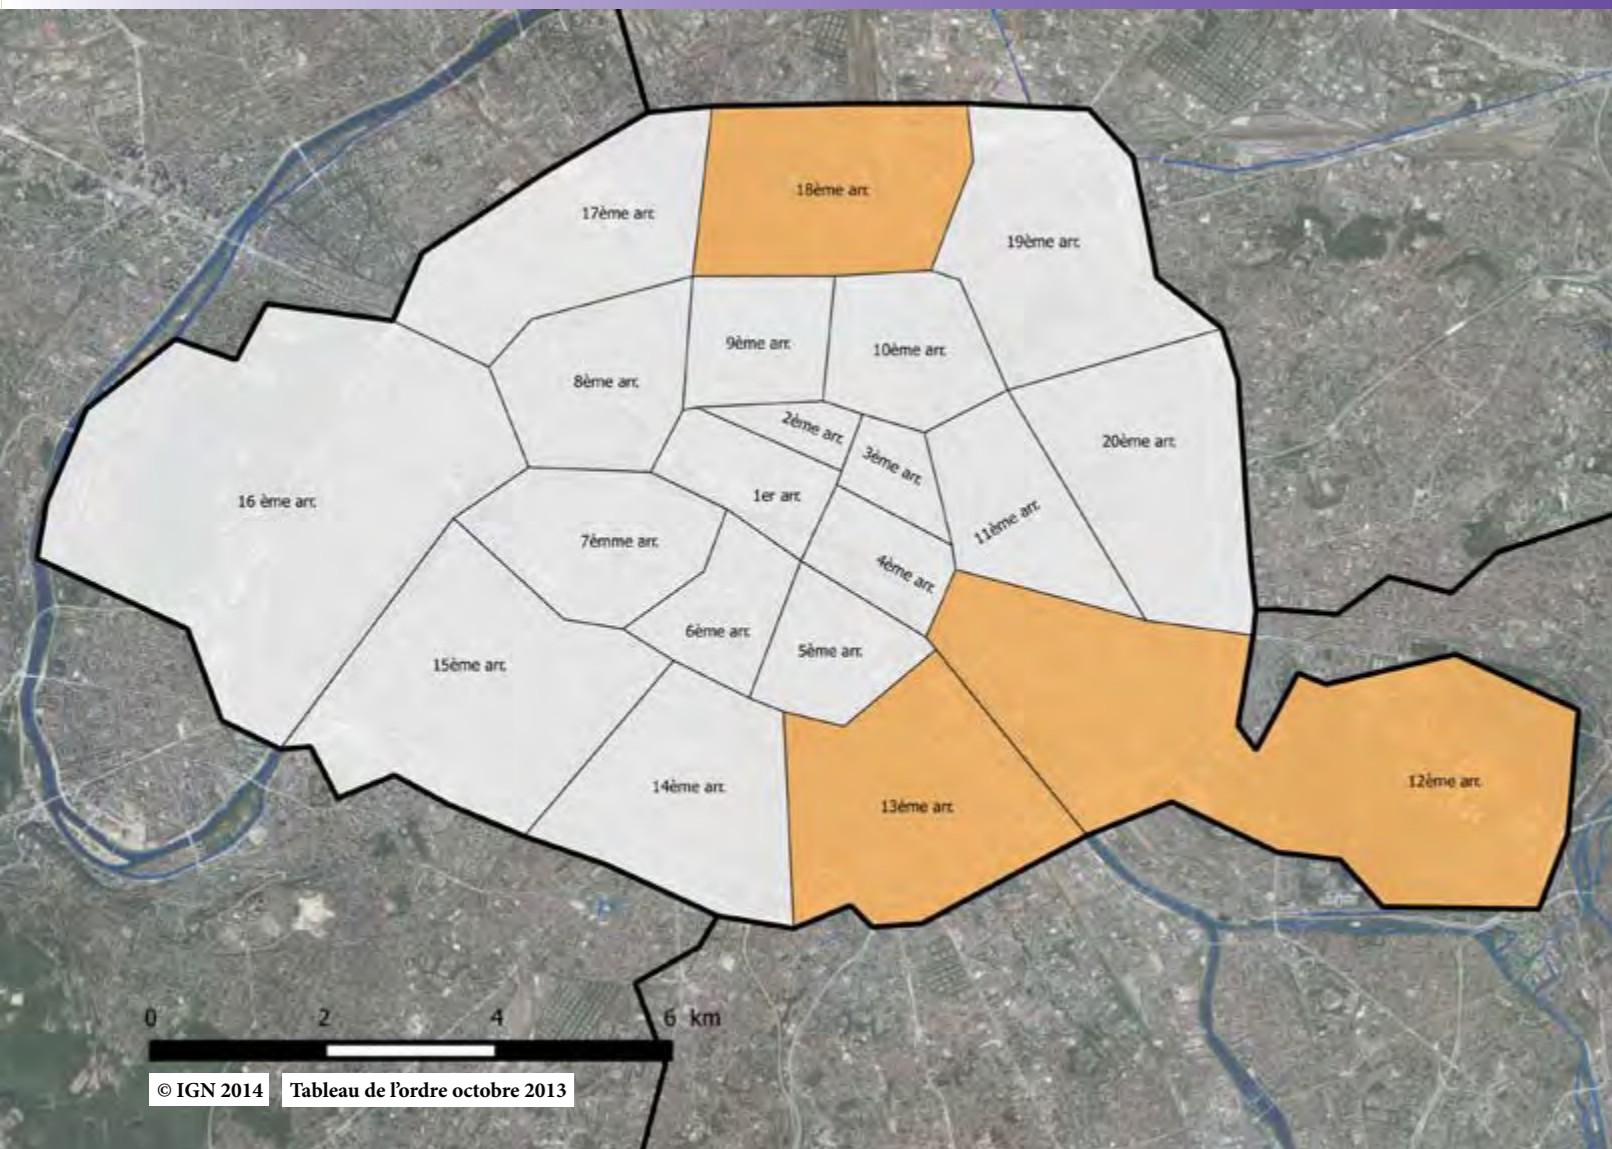 18ème arr.
17ème arr.
19ème arr.
9ème arr.
10ème arr.
8ème arr.
2ème arr.
3ème arr.
20ème arr.
1er arr.
16 ème arr.
11ème arr.
7èmme arr.
4ème arr.
6ème arr.
5ème arr.
15ème arr.
12ème arr.
14ème arr.
13ème arr.
0 2 4 6 km
© IGN 2014 Tableau de l'ordre octobre 2013